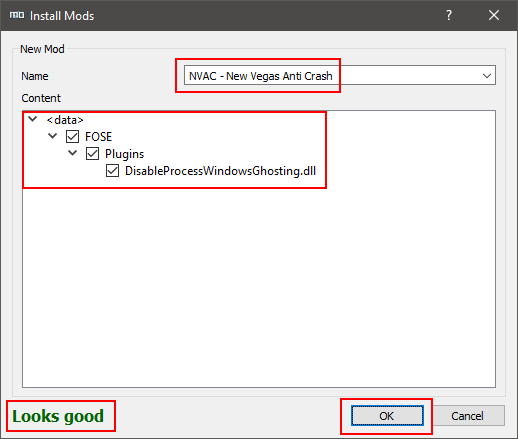 Install Mods
?
New Mod
Name
NVAC - New Vegas Anti Crash
Content
<data>
FOSE
Plugins
DisableProcessWindowsGhosting.dll
Looks good
OK
Cancel